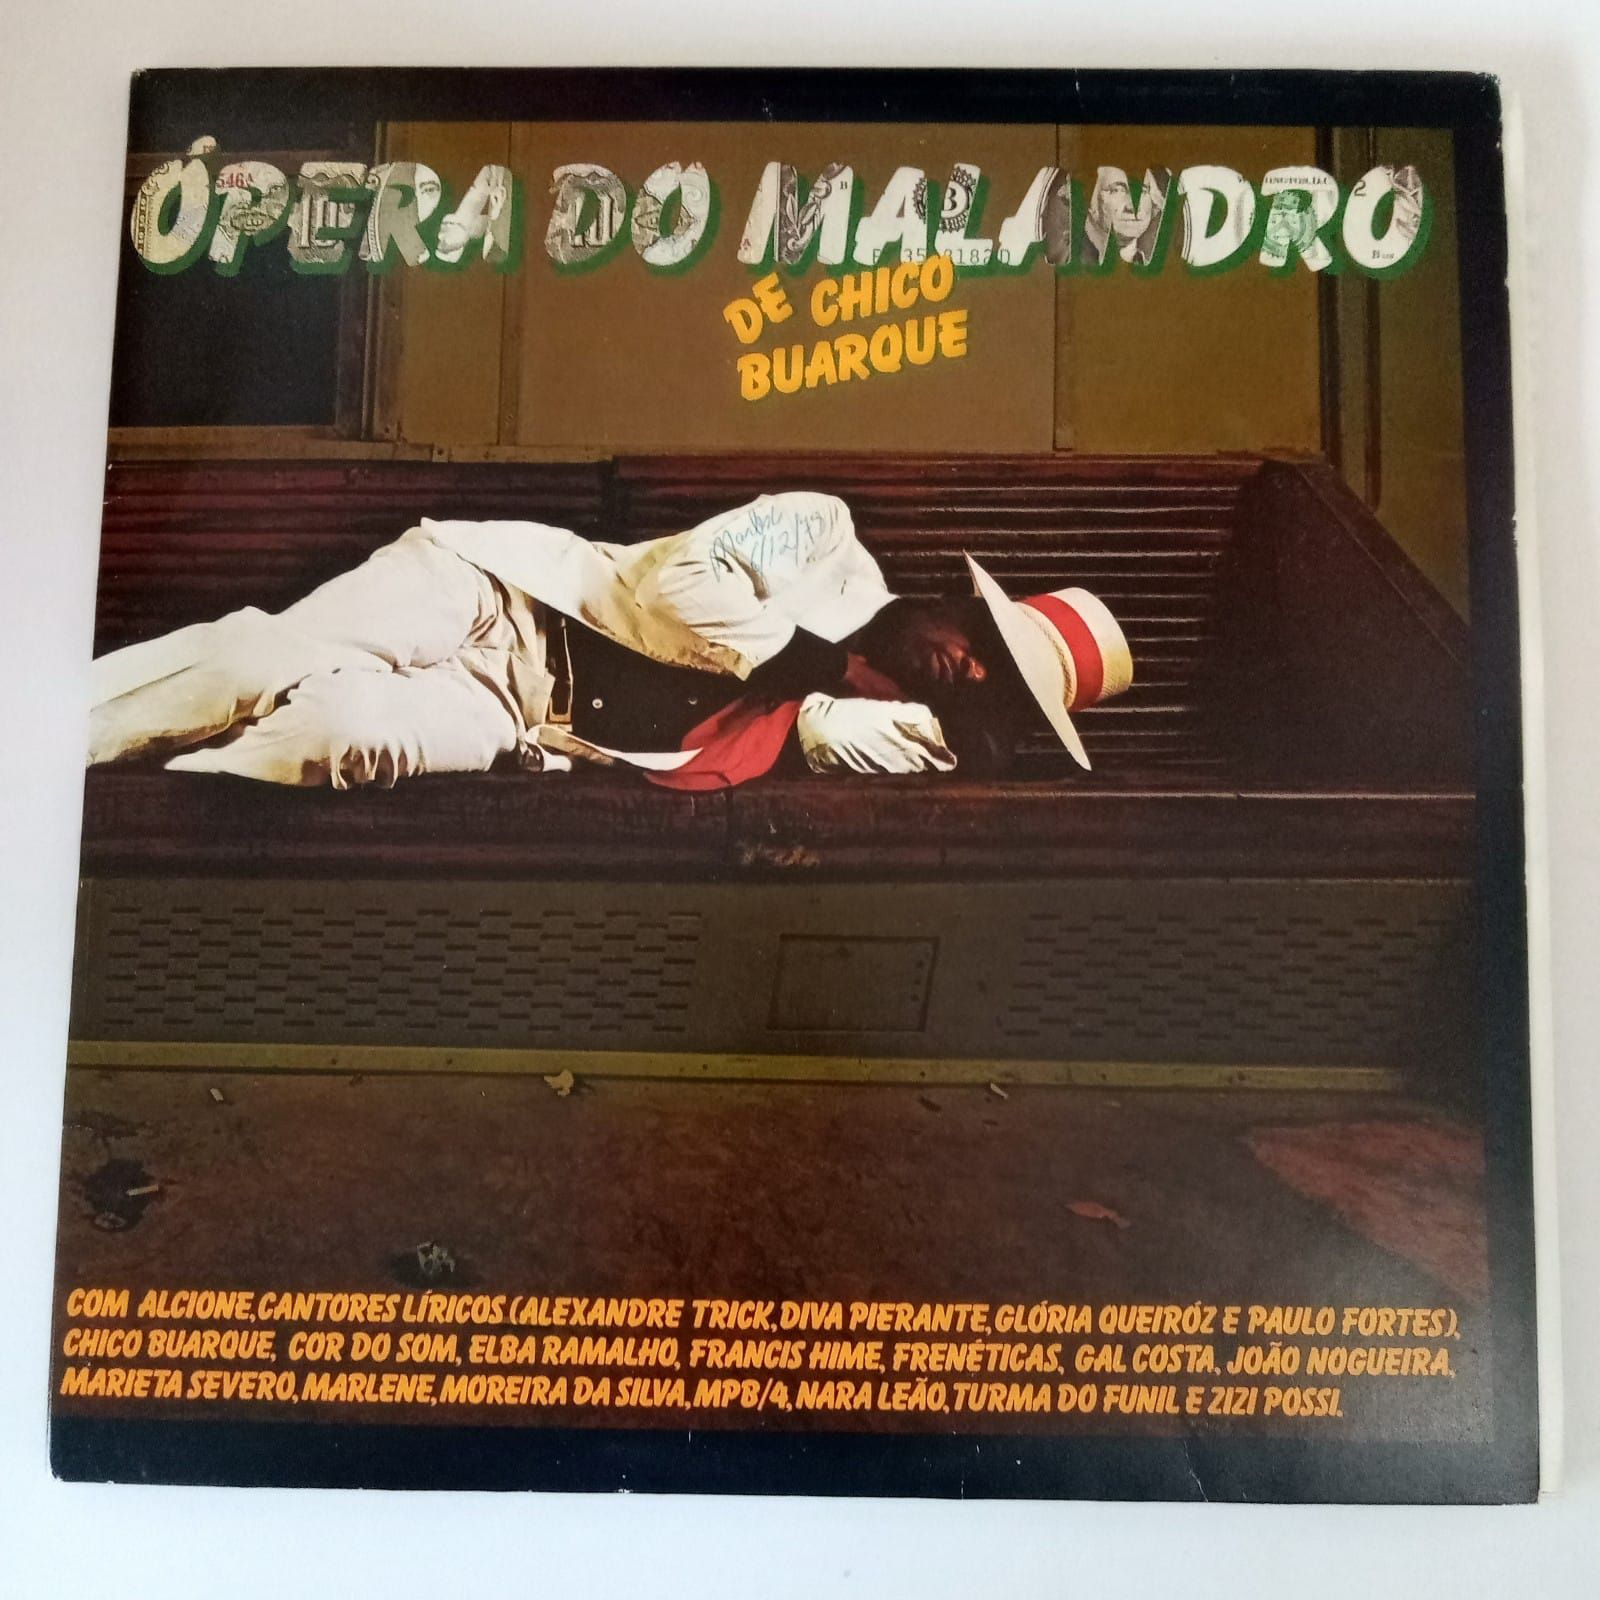 ÓPERA DO MALANDRO
DE CHICO
BUARQUE
COM ALCIONE, CANTORES LÍRICOS (ALEXANDRE TRICK, DIVA PIERANTE, GLÓRIA QUEIRÓZ E PAULO FORTES),
CHICO BUARQUE, COR DO SOM, ELBA RAMALHO, FRANCIS HIME, FRENÉTICAS, GAL COSTA, JOÃO NOGUEIRA,
MARIETA SEVERO, MARLENE, MOREIRA DA SILVA, MPB/4, NARA LEÃO, TURMA DO FUNIL E ZIZI POSSI.